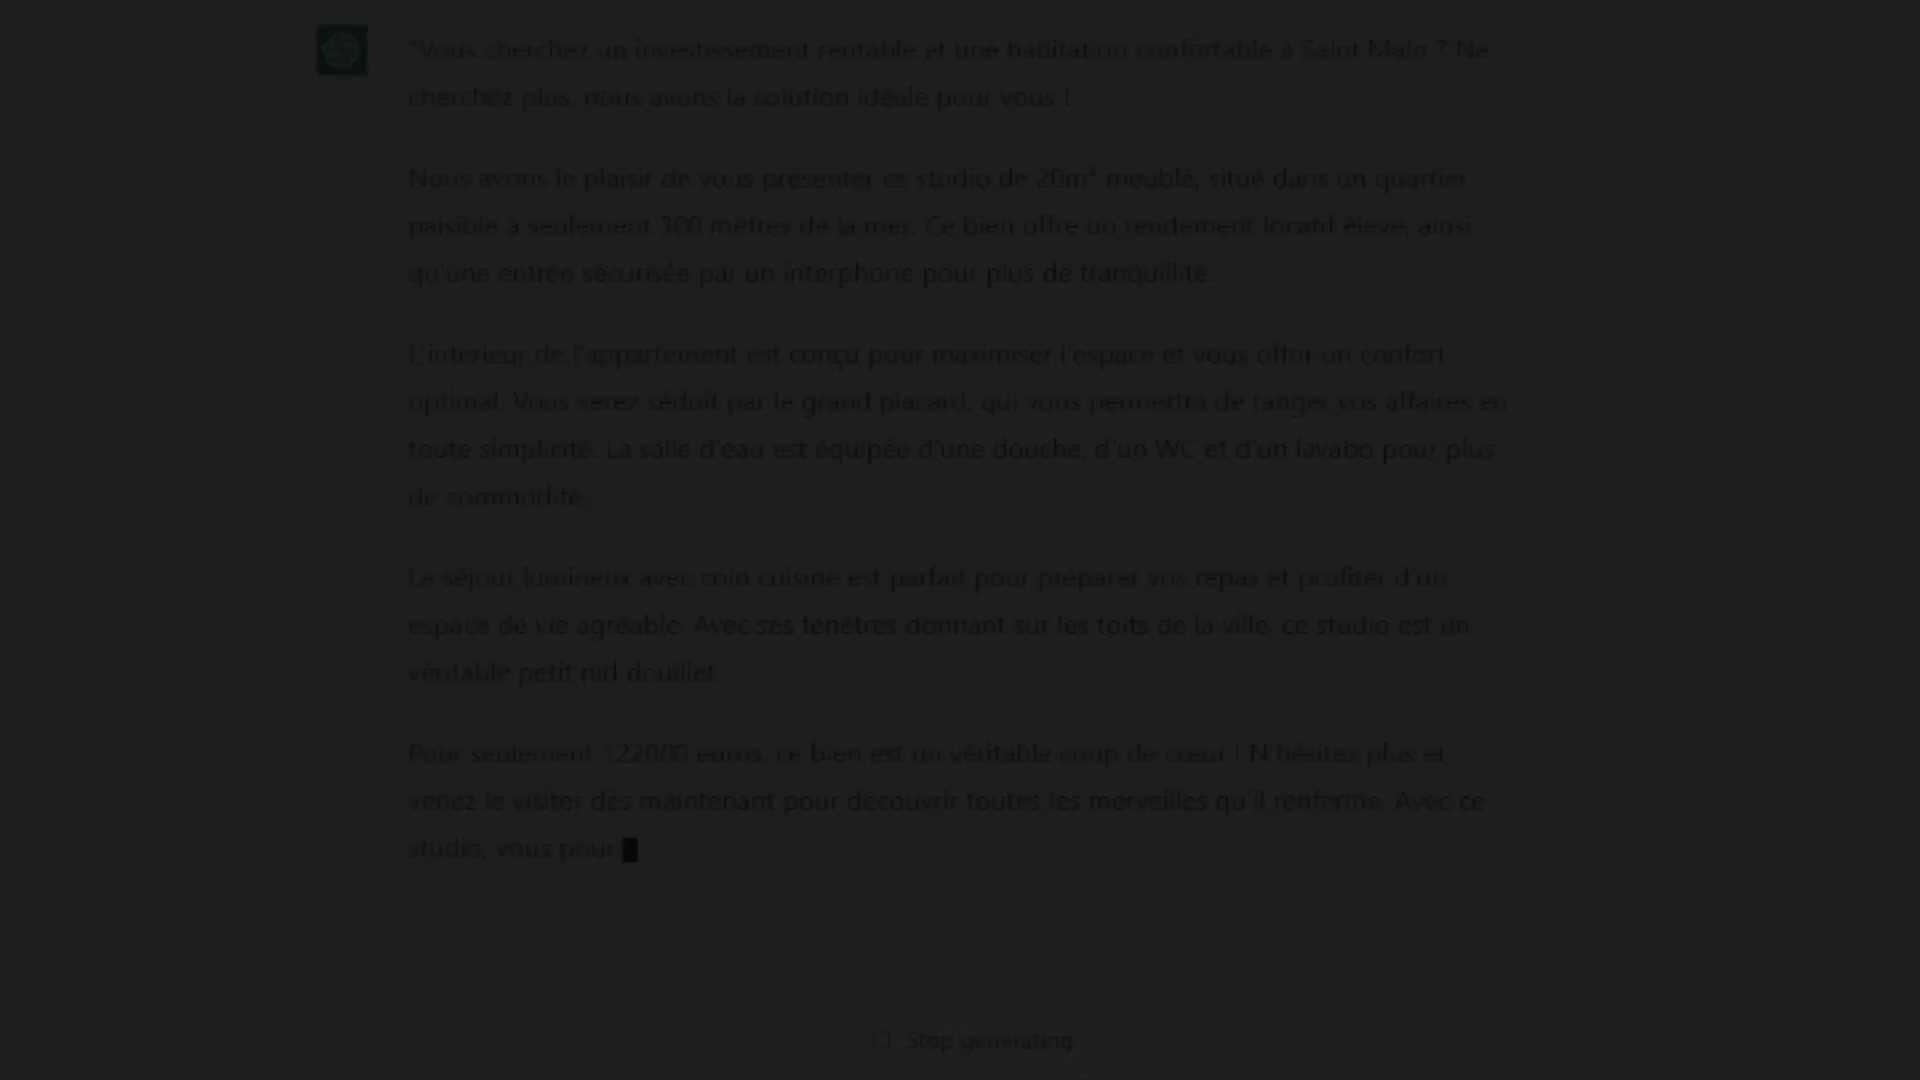 "Vous cherchez un investissement rentable et une habitation confortable à Saint Malo ? Ne
cherchez plus, nous avons la solution idéale pour vous !
Nous avons le plaisir de vous présenter ce studio de 20m² meublé, situé dans un quartier
paisible à seulement 300 mètres de la mer. Ce bien offre un rendement locatif élevé, ainsi
qu'une entrée sécurisée par un interphone pour plus de tranquillité.
L'intérieur de l'appartement est conçu pour maximiser l'espace et vous offrir un confort
optimal. Vous serez séduit par le grand placard, qui vous permettra de ranger vos affaires en
toute simplicité. La salle d'eau est équipée d'une douche, d'un WC et d'un lavabo pour plus
de commodité.
Le séjour lumineux avec coin cuisine est parfait pour préparer vos repas et profiter d'un
espace de vie agréable. Avec ses fenêtres donnant sur les toits de la ville, ce studio est un
véritable petit nid douillet.
Pour seulement 122000 euros, ce bien est un véritable coup de cœur ! N'hésitez plus et
venez le visiter dès maintenant pour découvrir toutes les merveilles qu'il renferme. Avec ce
studio, vous pour
Stop generating